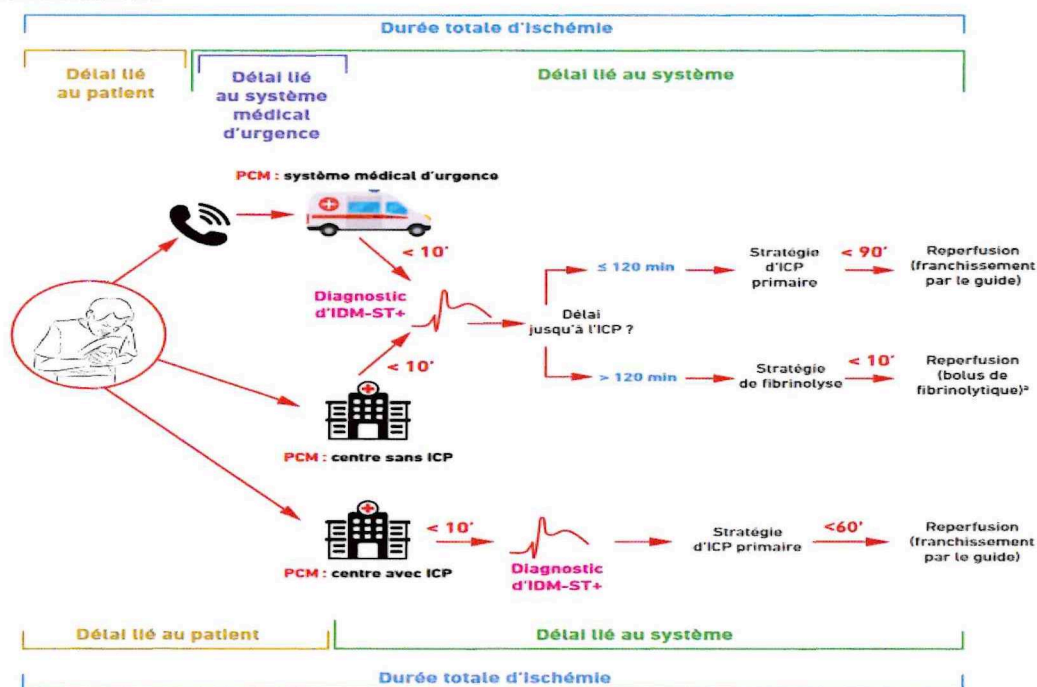 Durée totale d'ischémie
Délai lié
au patient
Délai lié
au système
médical
d'urgence
Délai lié au système
PCM : système médical d'urgence
< 10'
Diagnostic
d'IDM-ST+
< 10'
PCM : centre sans ICP
Délai
jusqu'à l'ICP ?
≤ 120 min
Stratégie
d'ICP
primaire
< 90'
Reperfusion
(franchissement
par le guide)
> 120 min
Stratégie
de fibrinolyse
< 10'
Reperfusion
(bolus de
fibrinolytique)ª
PCM : centre avec ICP
< 10'
Diagnostic
d'IDM-ST+
Stratégie
d'ICP primaire
<60'
Reperfusion
(franchissement
par le guide)
Délai lié au patient
Délai lié au système
Durée totale d'ischémie